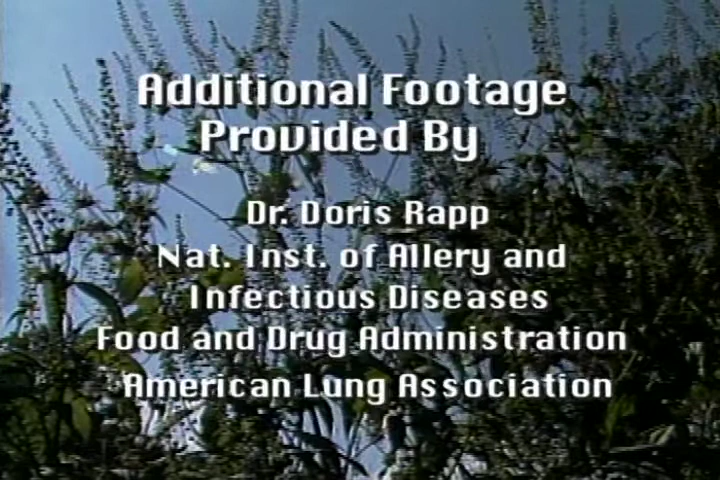 Additional Footage
Provided By
Dr. Doris Rapp
Nat. Inst. of Allery and
Infectious Diseases
Food and Drug Administration
American Lung Association